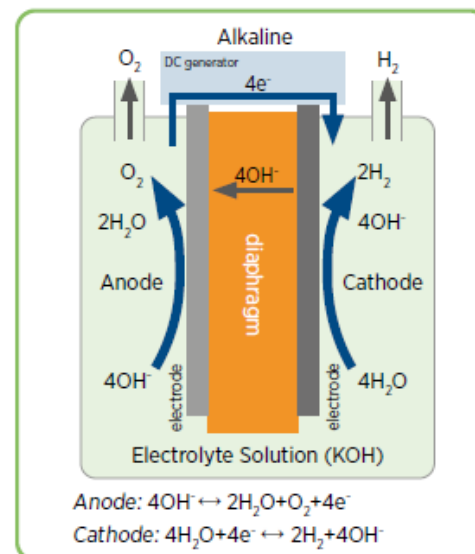 Alkaline
O₂
DC generator
H₂
4e⁻
O₂
4OH⁻
2H₂
2H₂O
4OH⁻
diaphragm
Anode
Cathode
4OH⁻
electrode
electrode
4H₂O
Electrolyte Solution (KOH)
Anode: 4OH⁻ ↔ 2H₂O+O₂+4e⁻
Cathode: 4H₂O+4e⁻ ↔ 2H₂+4OH⁻